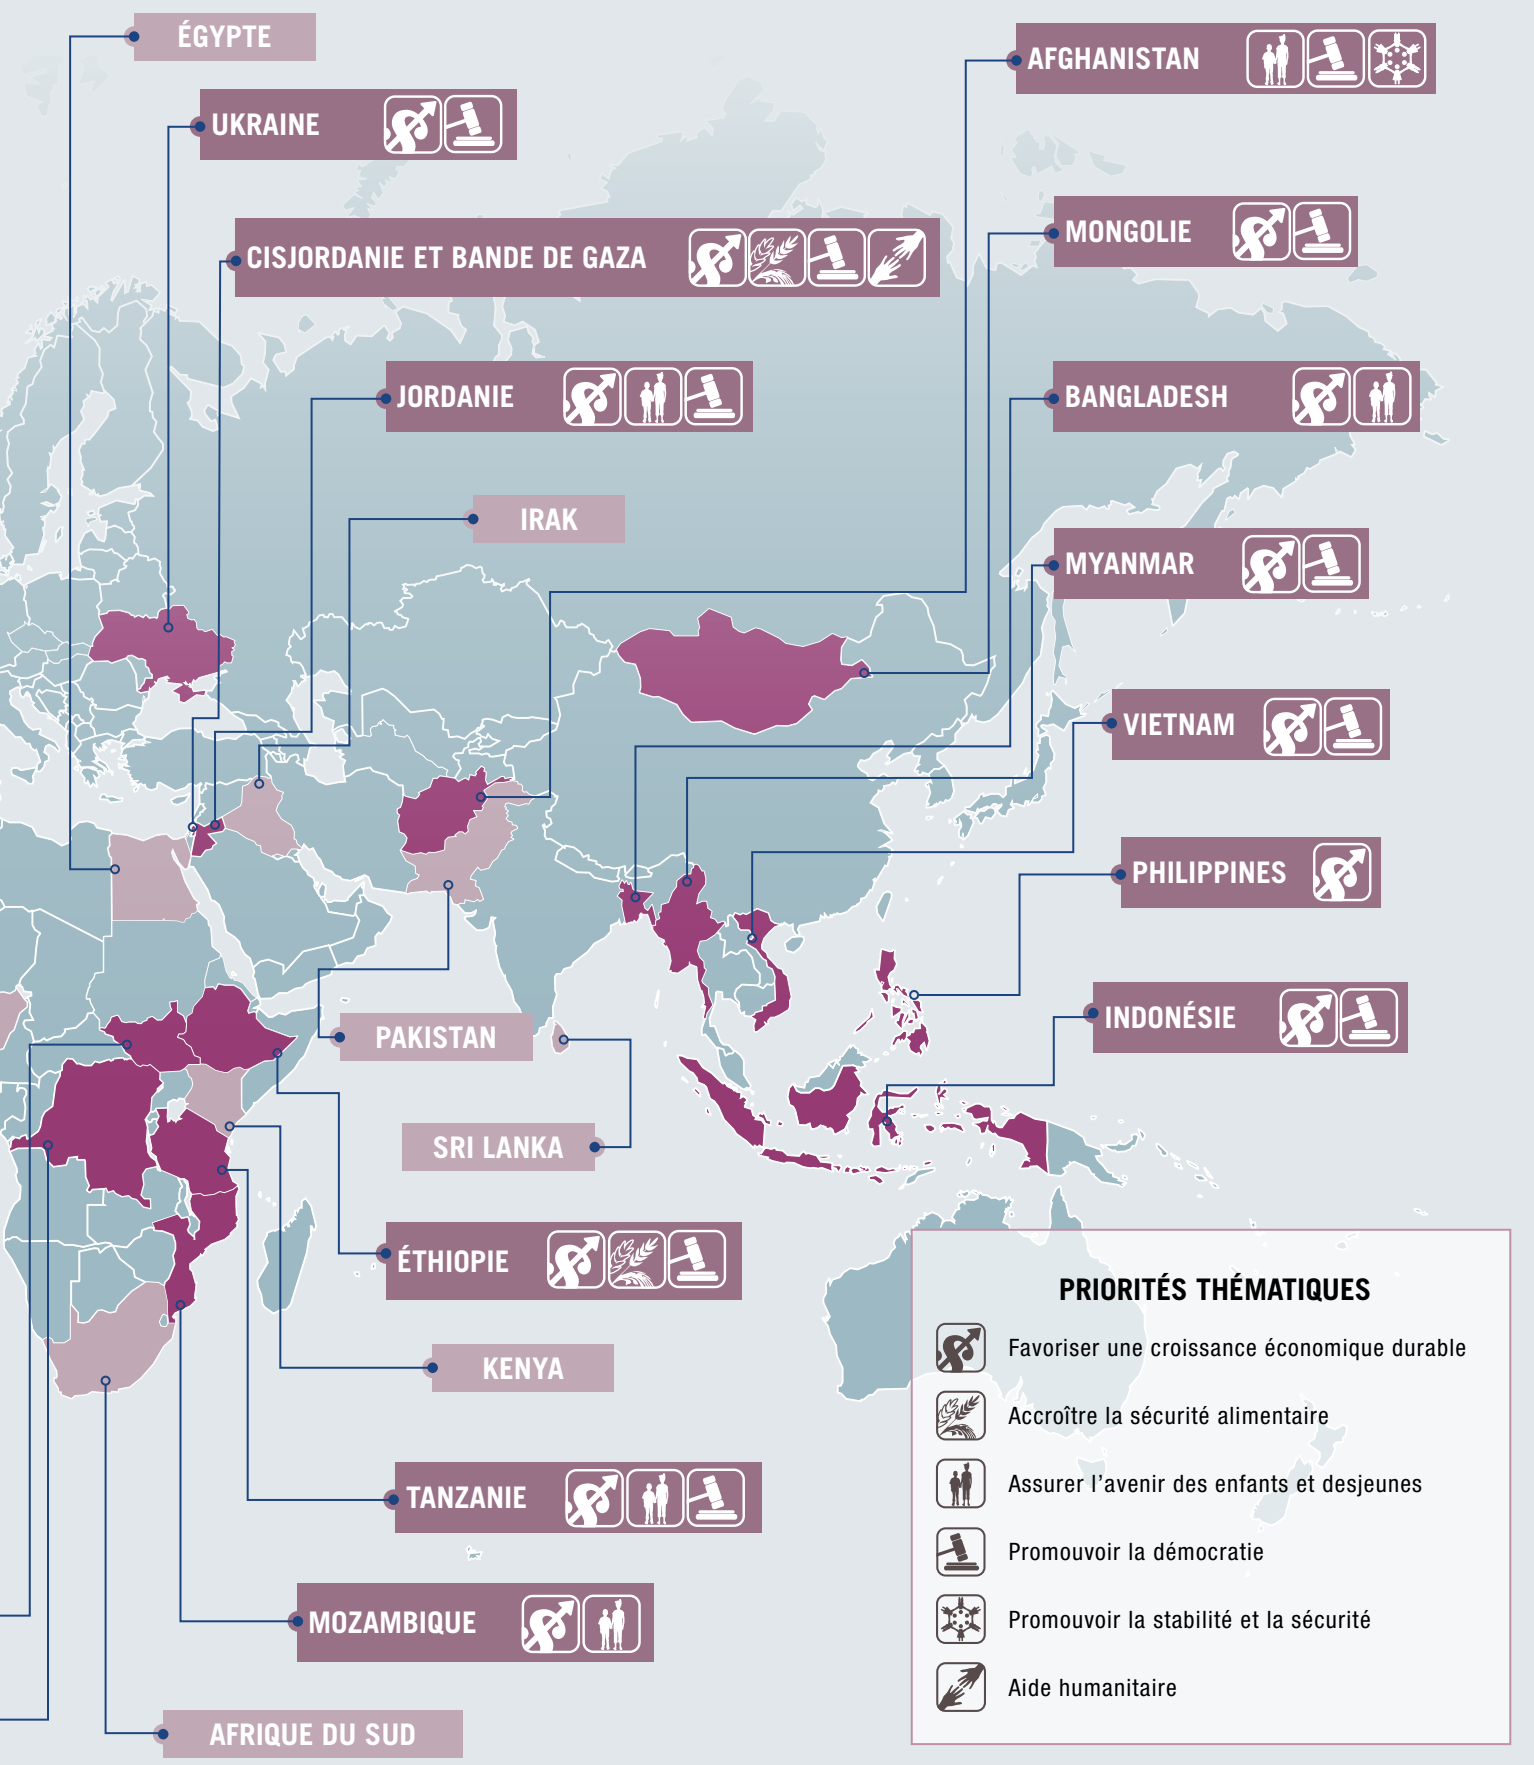 ÉGYPTE
AFGHANISTAN
UKRAINE
MONGOLIE
CISJORDANIE ET BANDE DE GAZA
JORDANIE
BANGLADESH
IRAK
MYANMAR
VIETNAM
PHILIPPINES
INDONÉSIE
PAKISTAN
SRI LANKA
ÉTHIOPIE
KENYA
TANZANIE
MOZAMBIQUE
AFRIQUE DU SUD
PRIORITÉS THÉMATIQUES
Favoriser une croissance économique durable
Accroître la sécurité alimentaire
Assurer l'avenir des enfants et desjeunes
Promouvoir la démocratie
Promouvoir la stabilité et la sécurité
Aide humanitaire